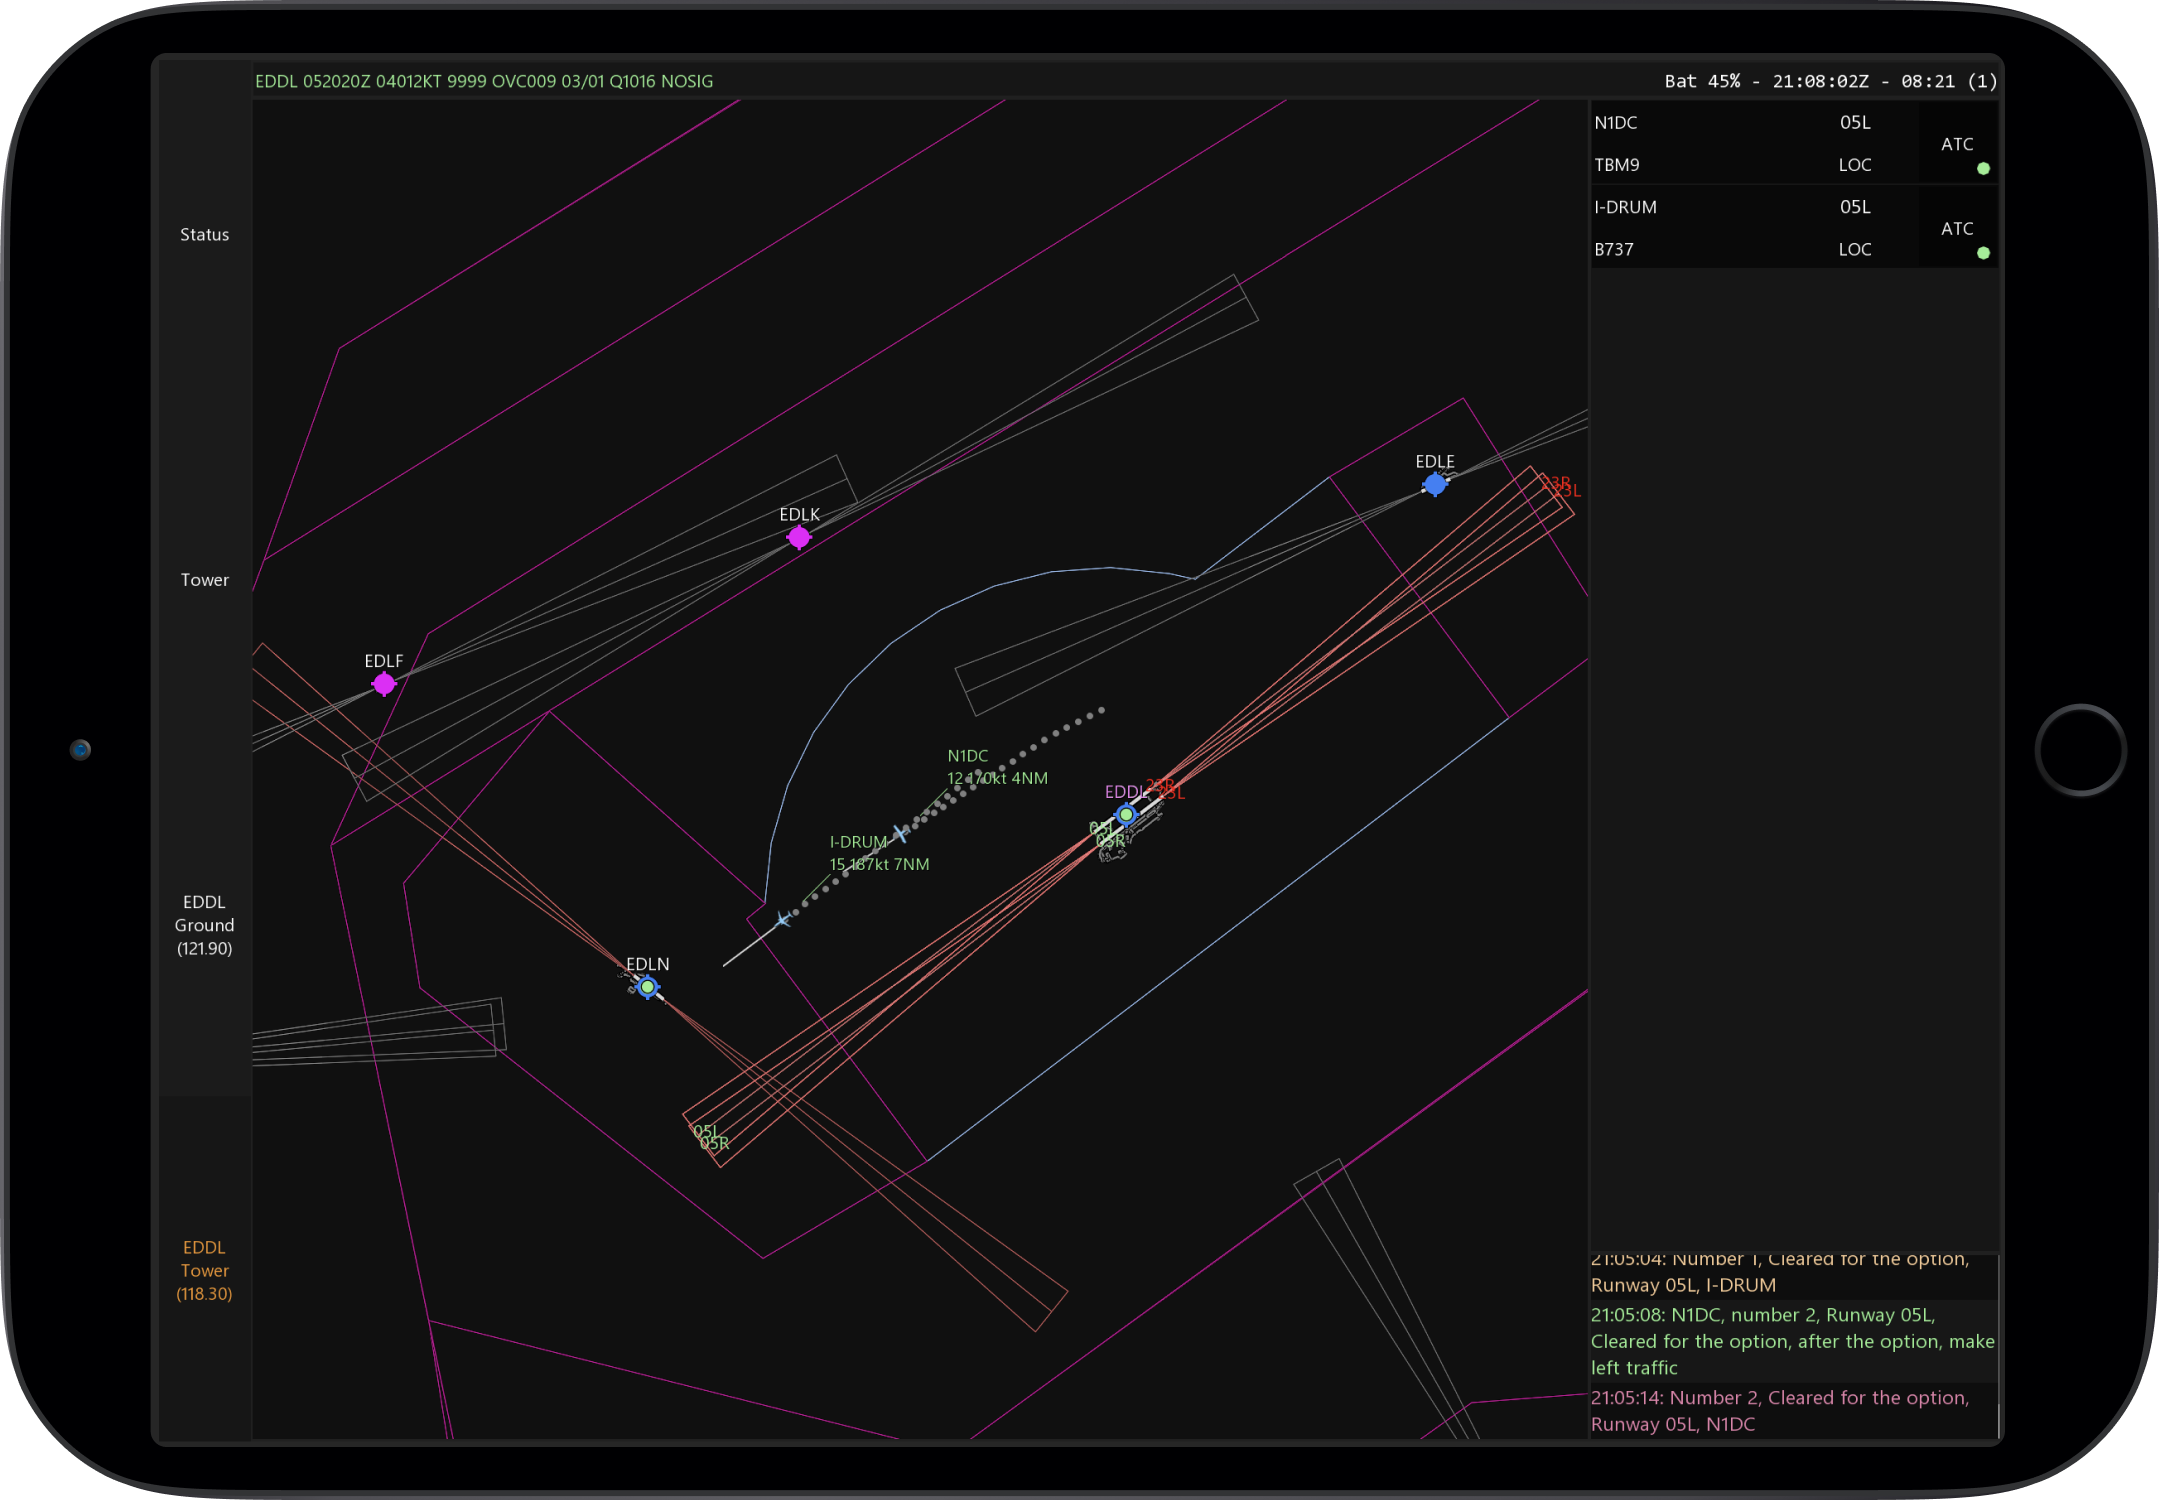 EDDL 052020Z 04012KT 9999 OVC009 03/01 Q1016 NOSIG
Bat 45% - 21:08:02Z - 08:21 (1)
Status
Tower
EDDL
Ground
(121.90)
EDDL
Tower
(118.30)
N1DC
05L
ATC
TBM9
LOC
I-DRUM
05L
ATC
B737
LOC
EDLE
23R
23L
EDLK
EDLF
N1DC
12 170kt 4NM
EDDL
23R
23L
05L
05R
I-DRUM
15 187kt 7NM
EDLN
05L
05R
21:05:04: Number 1, Cleared for the option,
Runway 05L, I-DRUM
21:05:08: N1DC, number 2, Runway 05L,
Cleared for the option, after the option, make
left traffic
21:05:14: Number 2, Cleared for the option,
Runway 05L, N1DC